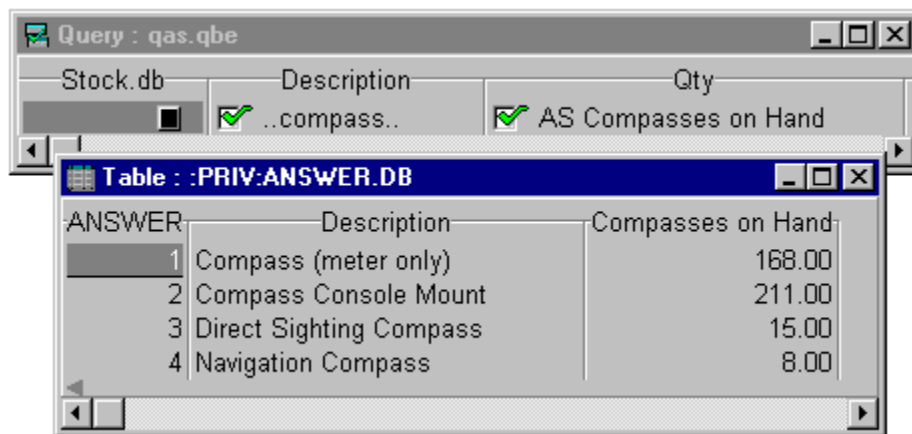 Query : qas.qbe
Stock.db Description Qty
..compass.. AS Compasses on Hand
Table : :PRIV:ANSWER.DB
ANSWER Description Compasses on Hand
1 Compass (meter only) 168.00
2 Compass Console Mount 211.00
3 Direct Sighting Compass 15.00
4 Navigation Compass 8.00